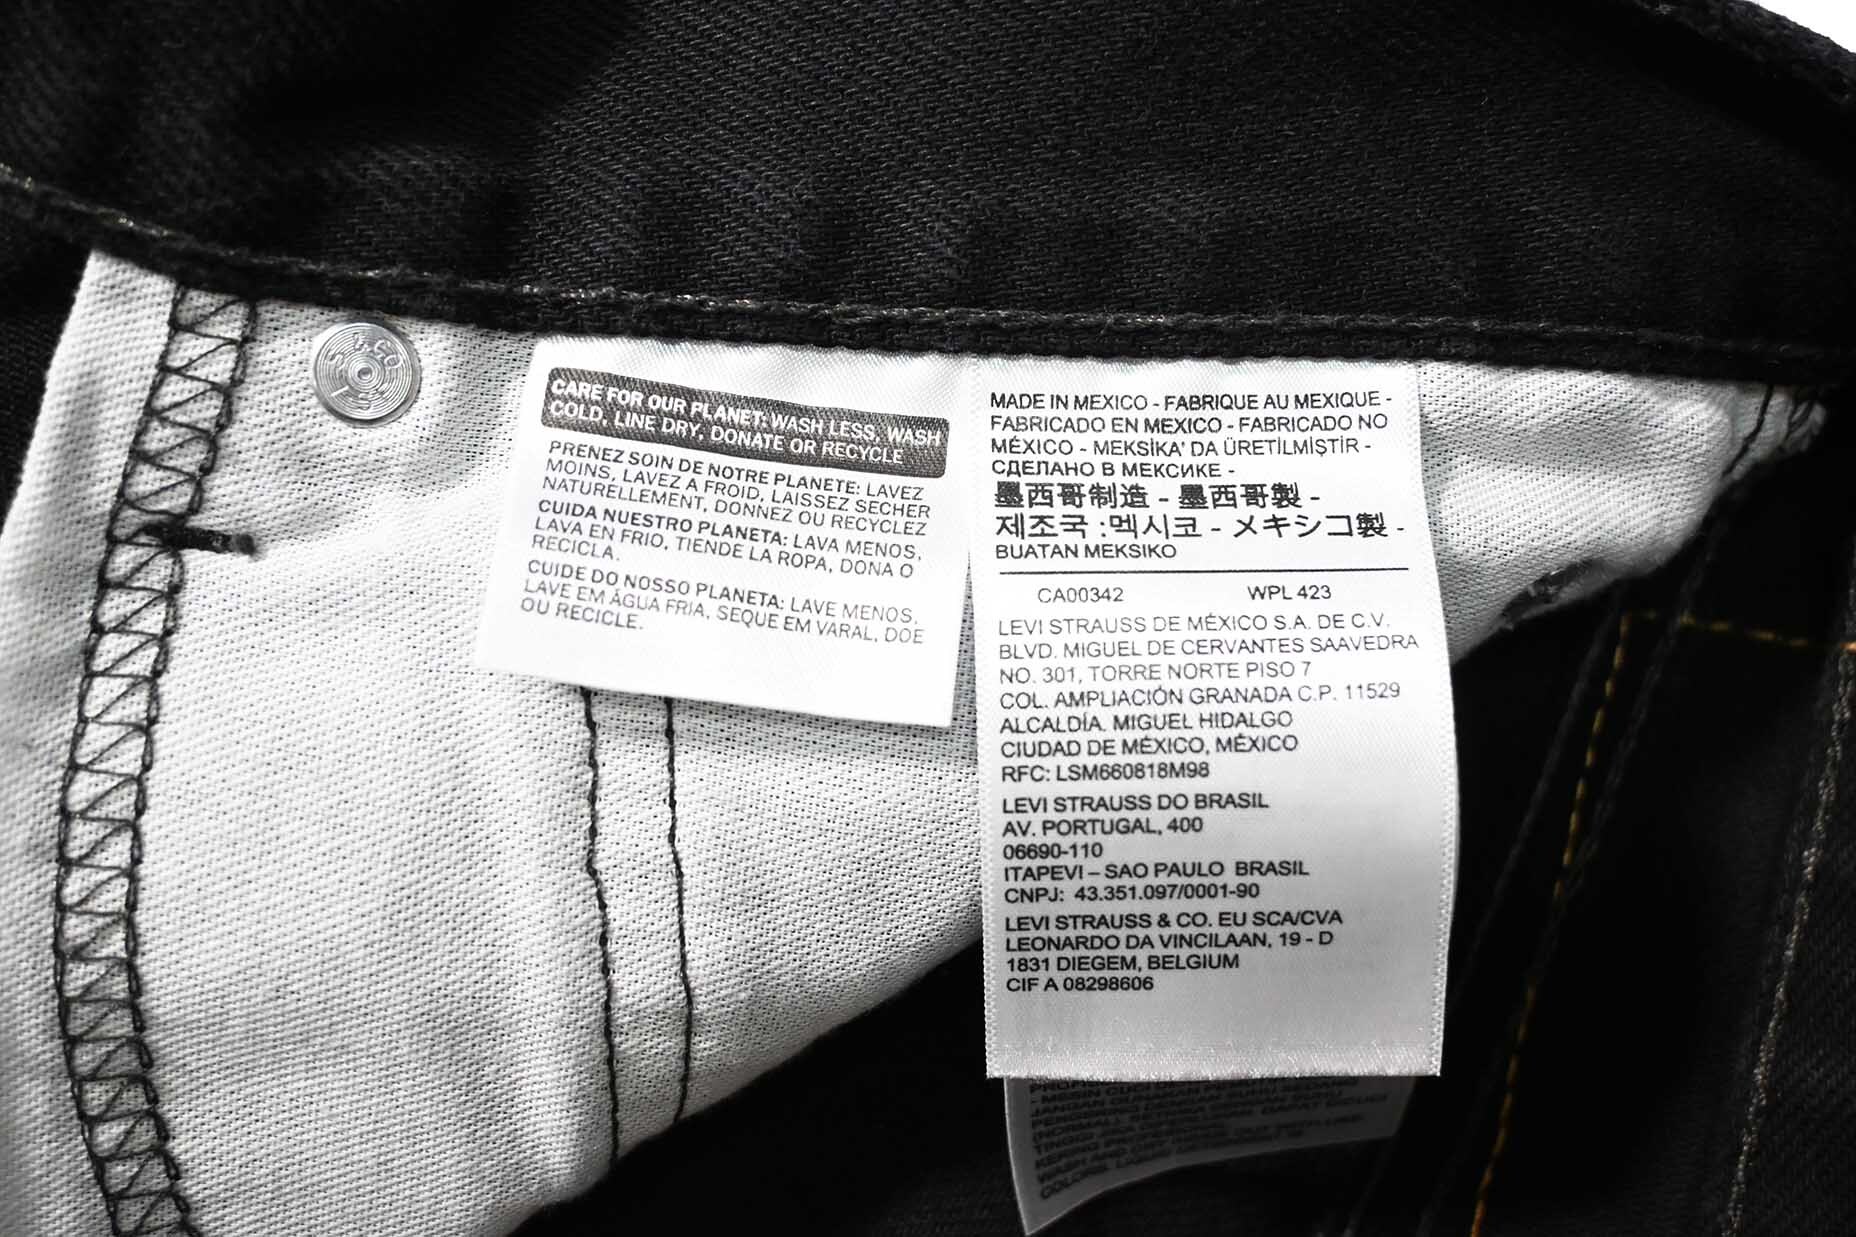 CARE FOR OUR PLANET: WASH LESS, WASH
COLD, LINE DRY, DONATE OR RECYCLE
PRENEZ SOIN DE NOTRE PLANETE: LAVEZ
MOINS, LAVEZ A FROID, LAISSEZ SECHER
NATURELLEMENT, DONNEZ OU RECYCLEZ
CUIDA NUESTRO PLANETA: LAVA MENOS,
LAVA EN FRIO, TIENDE LA ROPA, DONA O
RECICLA.
CUIDE DO NOSSO PLANETA: LAVE MENOS,
LAVE EM ÁGUA FRIA, SEQUE EM VARAL, DOE
OU RECICLE.
MADE IN MEXICO - FABRIQUE AU MEXIQUE -
FABRICADO EN MEXICO - FABRICADO NO
MÉXICO - MEKSİKA' DA ÜRETİLMİŞTİR -
СДЕЛАНО В МЕКСИКЕ -
墨西哥制造 - 墨西哥製 -
제조국 :멕시코 - メキシコ製 -
BUATAN MEKSIKO
CA00342 WPL 423
LEVI STRAUSS DE MÉXICO S.A. DE C.V.
BLVD. MIGUEL DE CERVANTES SAAVEDRA
NO. 301, TORRE NORTE PISO 7
COL. AMPLIACIÓN GRANADA C.P. 11529
ALCALDÍA. MIGUEL HIDALGO
CIUDAD DE MÉXICO, MÉXICO
RFC: LSM660818M98
LEVI STRAUSS DO BRASIL
AV. PORTUGAL, 400
06690-110
ITAPEVI – SAO PAULO BRASIL
CNPJ: 43.351.097/0001-90
LEVI STRAUSS & CO. EU SCA/CVA
LEONARDO DA VINCILAAN, 19 - D
1831 DIEGEM, BELGIUM
CIF A 08298606